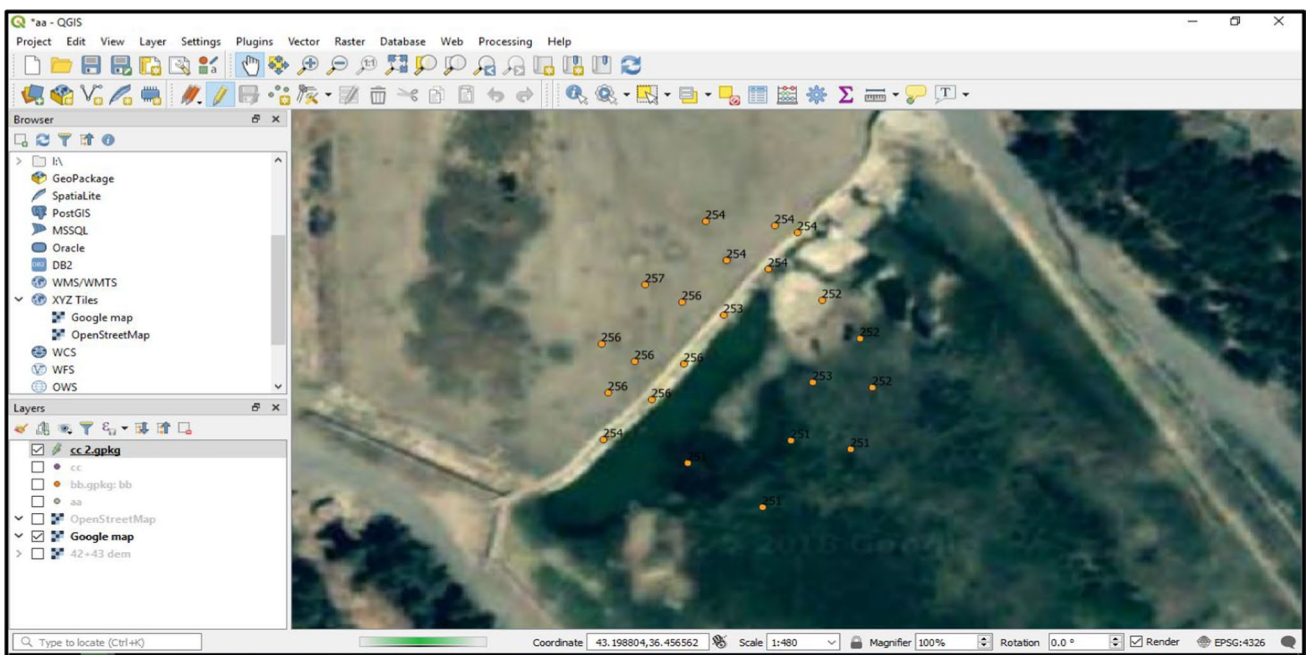 *aa - QGIS
Project Edit View Layer Settings Plugins Vector Raster Database Web Processing Help
Browser
I:\
GeoPackage
SpatiaLite
PostGIS
MSSQL
Oracle
DB2
WMS/WMTS
XYZ Tiles
Google map
OpenStreetMap
WCS
WFS
OWS
Layers
cc 2.gpkg
cc
bb.gpkg: bb
aa
OpenStreetMap
Google map
42+43 dem
254
254
254
254
254
257
256
252
253
252
256
256
256
253
252
256
256
254
251
251
251
Google
Type to locate (Ctrl+K)
Coordinate 43.198804,36.456562 Scale 1:480 Magnifier 100% Rotation 0.0 ° Render EPSG:4326